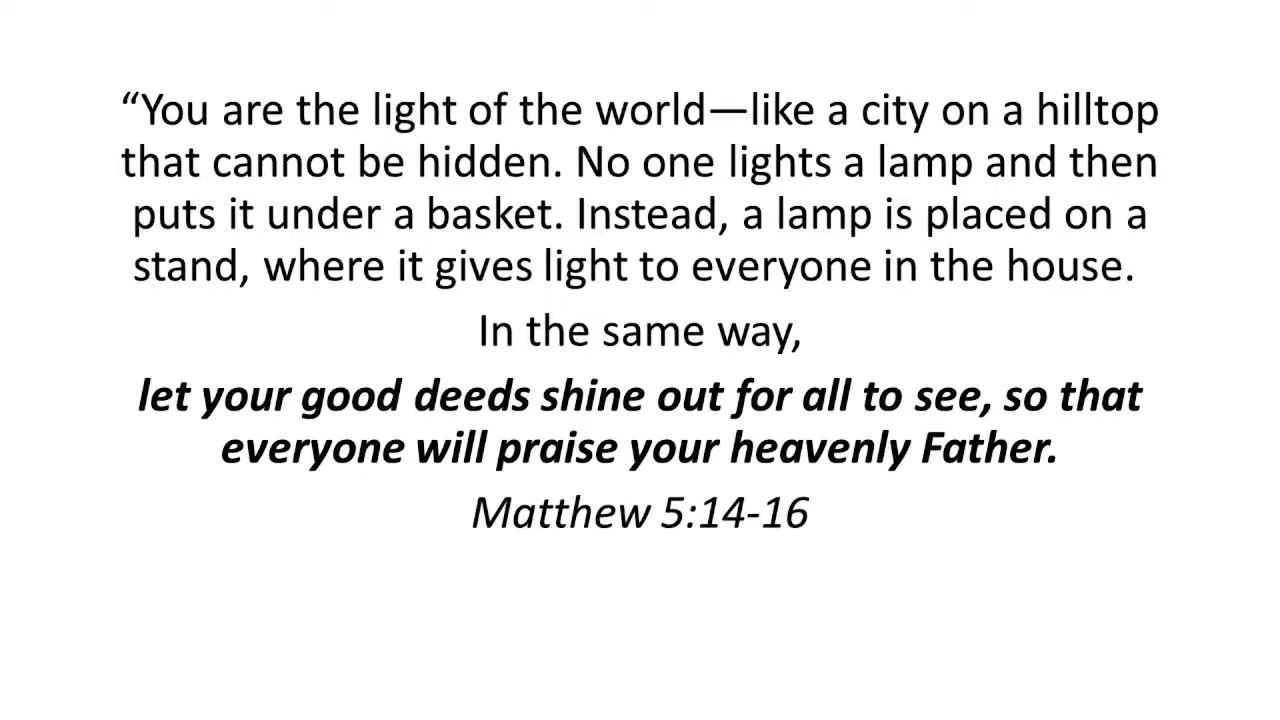 “You are the light of the world—like a city on a hilltop
that cannot be hidden. No one lights a lamp and then
puts it under a basket. Instead, a lamp is placed on a
stand, where it gives light to everyone in the house.
In the same way,
let your good deeds shine out for all to see, so that
everyone will praise your heavenly Father.
Matthew 5:14-16